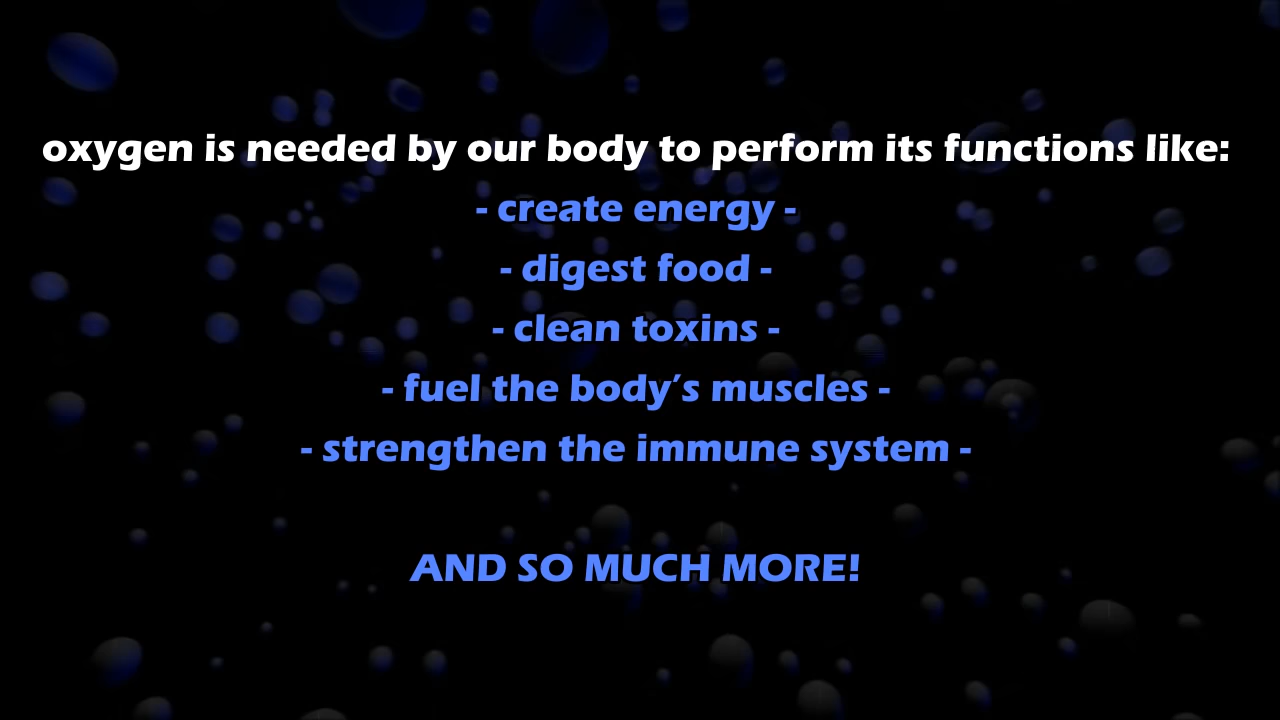 oxygen is needed by our body to perform its functions like:
- create energy -
- digest food -
- clean toxins -
- fuel the body's muscles -
- strengthen the immune system -
AND SO MUCH MORE!